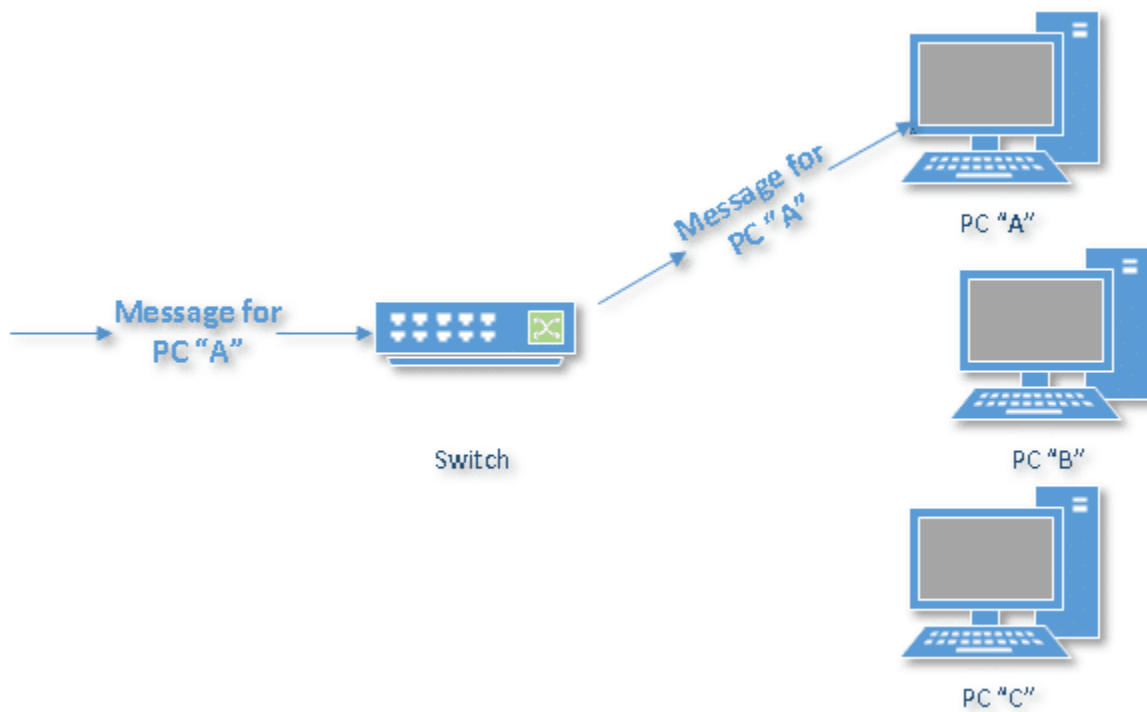 Message for
PC “A”
Switch
Message for
PC “A”
PC “A”
PC “B”
PC “C”